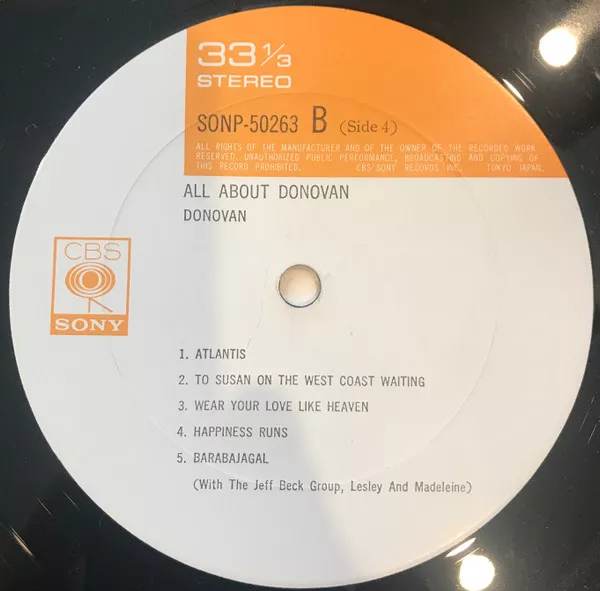 33 1/3
STEREO
SONP-50263 B (Side 4)
ALL RIGHTS OF THE MANUFACTURER AND OF THE OWNER OF THE RECORDED WORK
RESERVED. UNAUTHORIZED PUBLIC PERFORMANCE, BROADCASTING AND COPYING OF
THIS RECORD PROHIBITED. CBS/SONY RECORDS INC. TOKYO JAPAN.
ALL ABOUT DONOVAN
DONOVAN
CBS
SONY
1. ATLANTIS
2. TO SUSAN ON THE WEST COAST WAITING
3. WEAR YOUR LOVE LIKE HEAVEN
4. HAPPINESS RUNS
5. BARABAJAGAL
(With The Jeff Beck Group, Lesley And Madeleine)